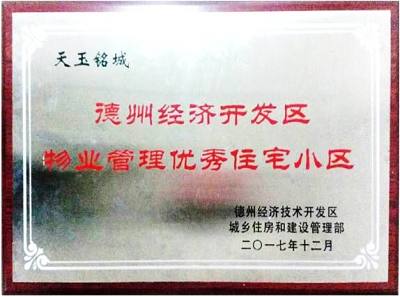 天玉铭城
德州经济开发区
物业管理优秀住宅小区
德州经济技术开发区
城乡住房和建设管理部
二〇一七年十二月